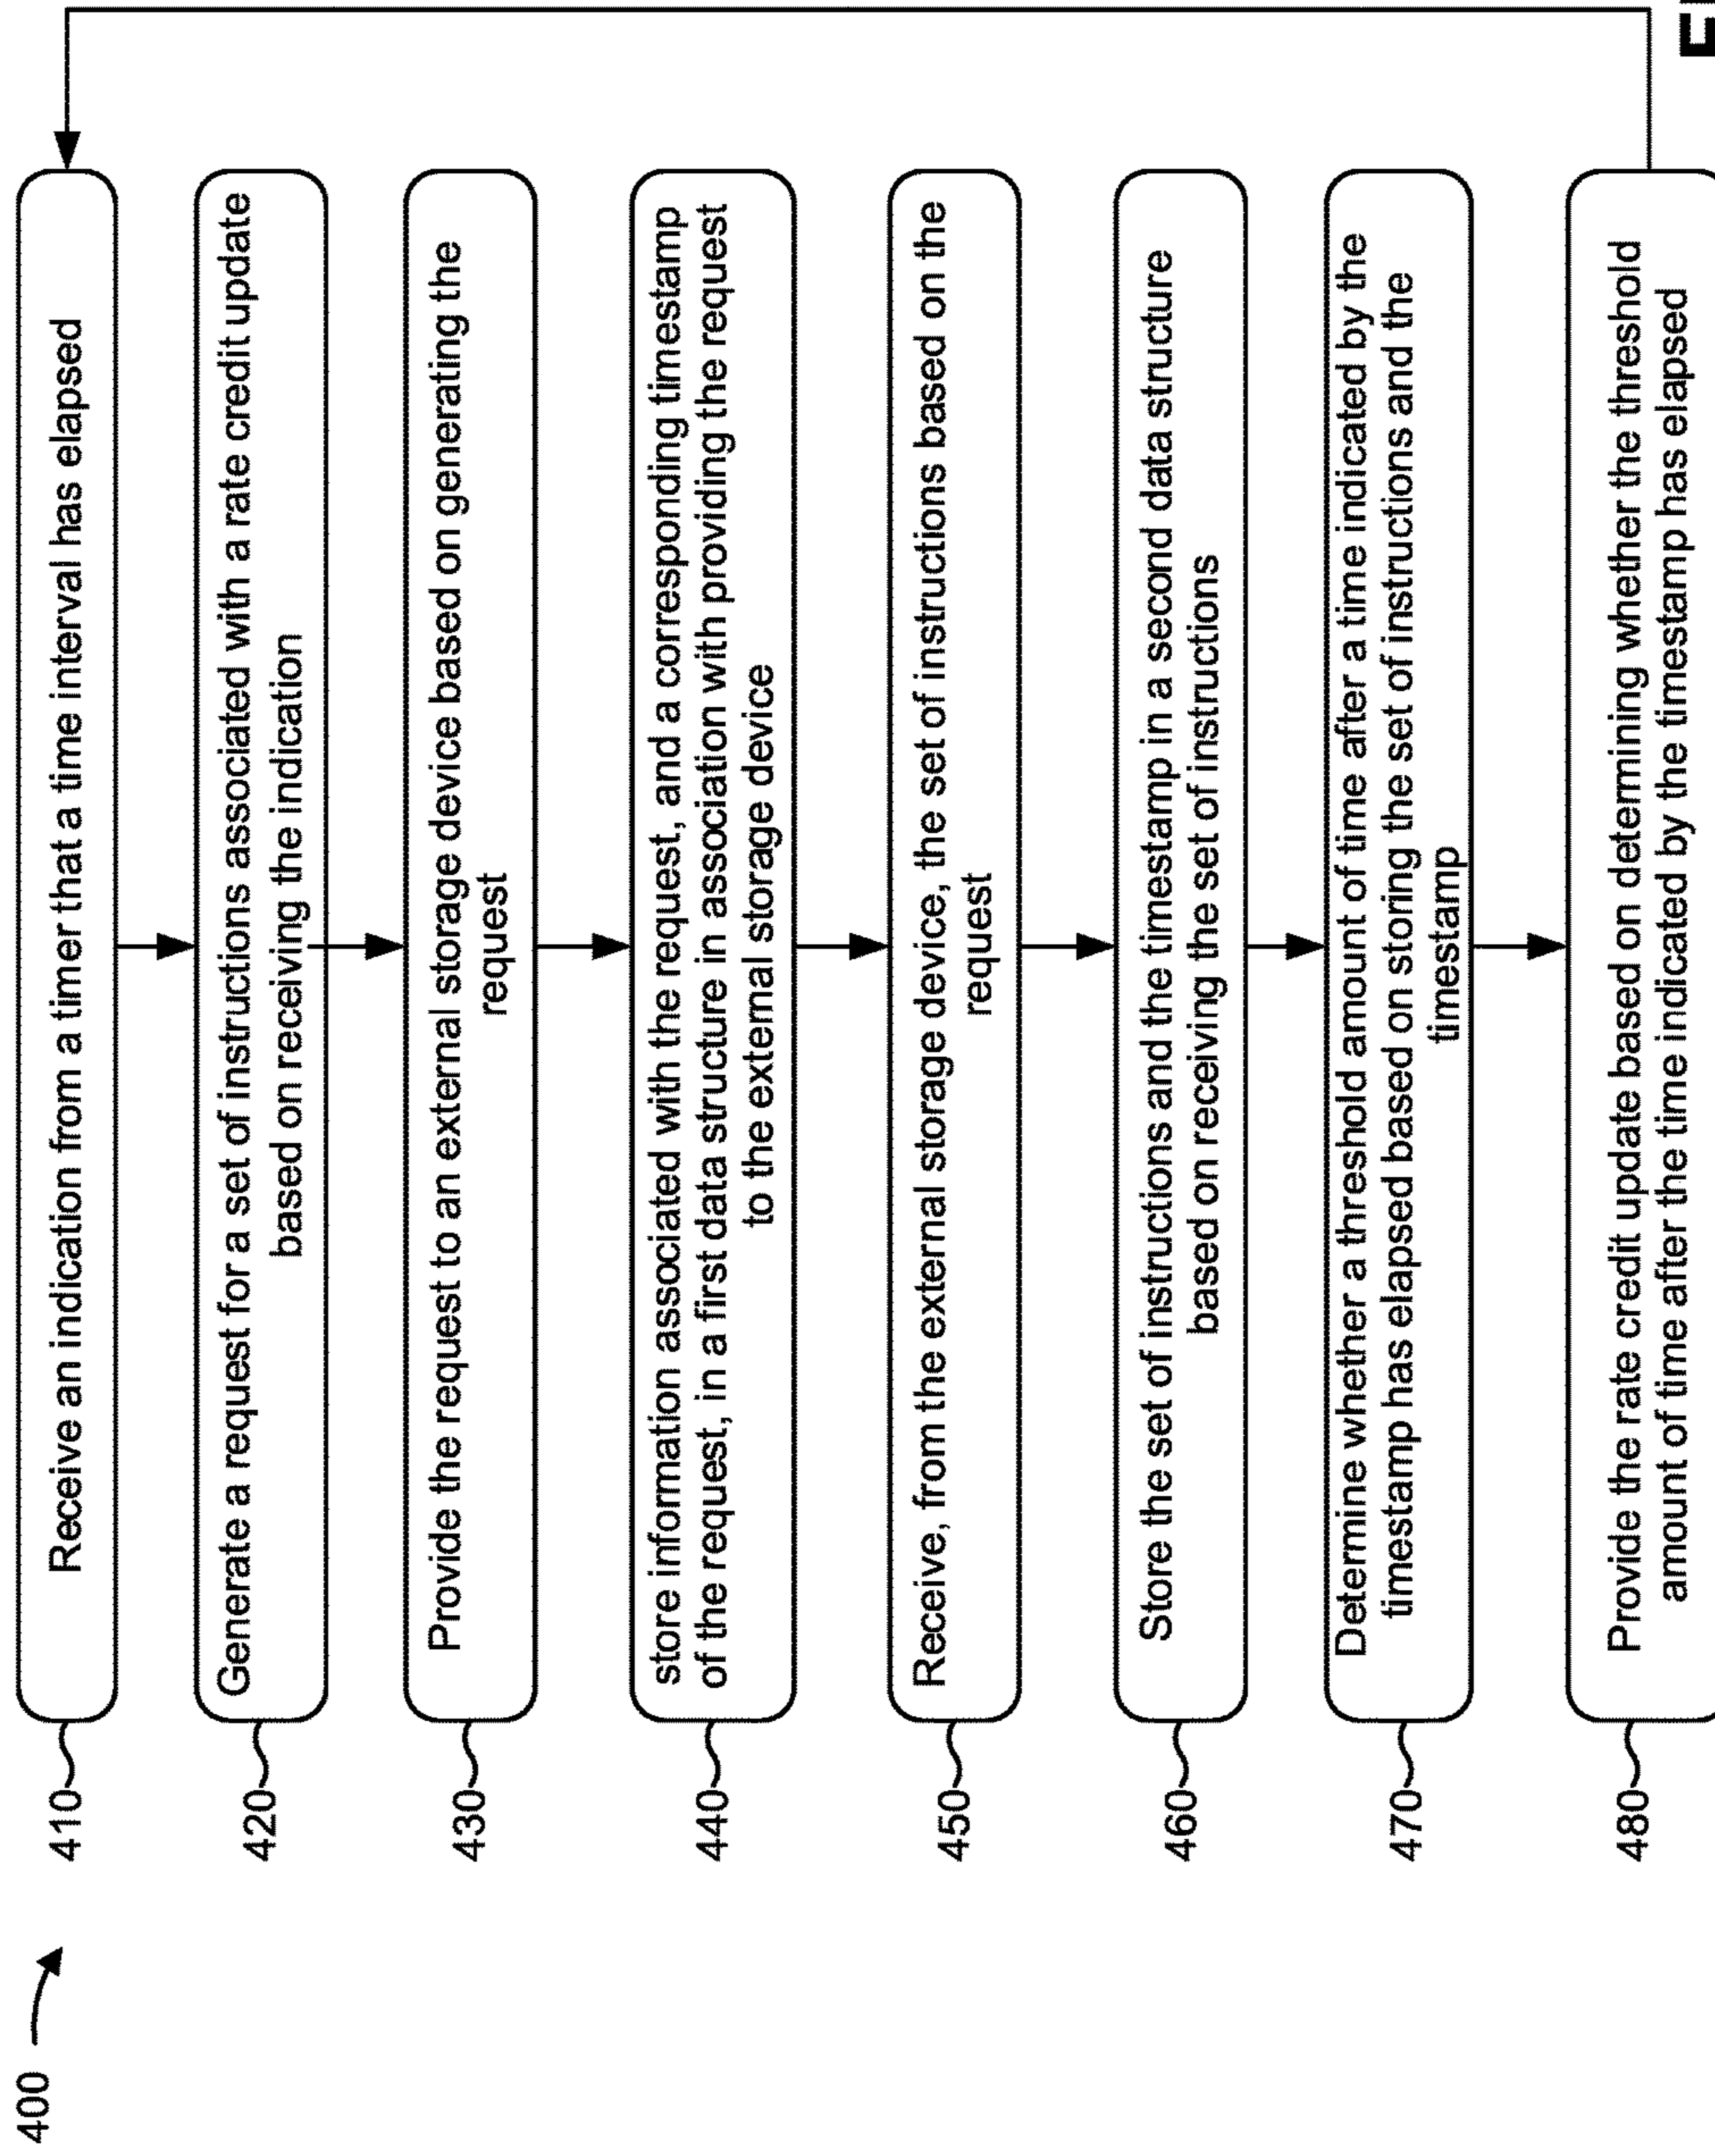 400
410
Receive an indication from a timer that a time interval has elapsed
420
Generate a request for a set of instructions associated with a rate credit update
based on receiving the indication
430
Provide the request to an external storage device based on generating the
request
440
store information associated with the request, and a corresponding timestamp
of the request, in a first data structure in association with providing the request
to the external storage device
450
Receive, from the external storage device, the set of instructions based on the
request
460
Store the set of instructions and the timestamp in a second data structure
based on receiving the set of instructions
470
Determine whether a threshold amount of time after a time indicated by the
timestamp has elapsed based on storing the set of instructions and the
timestamp
480
Provide the rate credit update based on determining whether the threshold
amount of time after the time indicated by the timestamp has elapsed